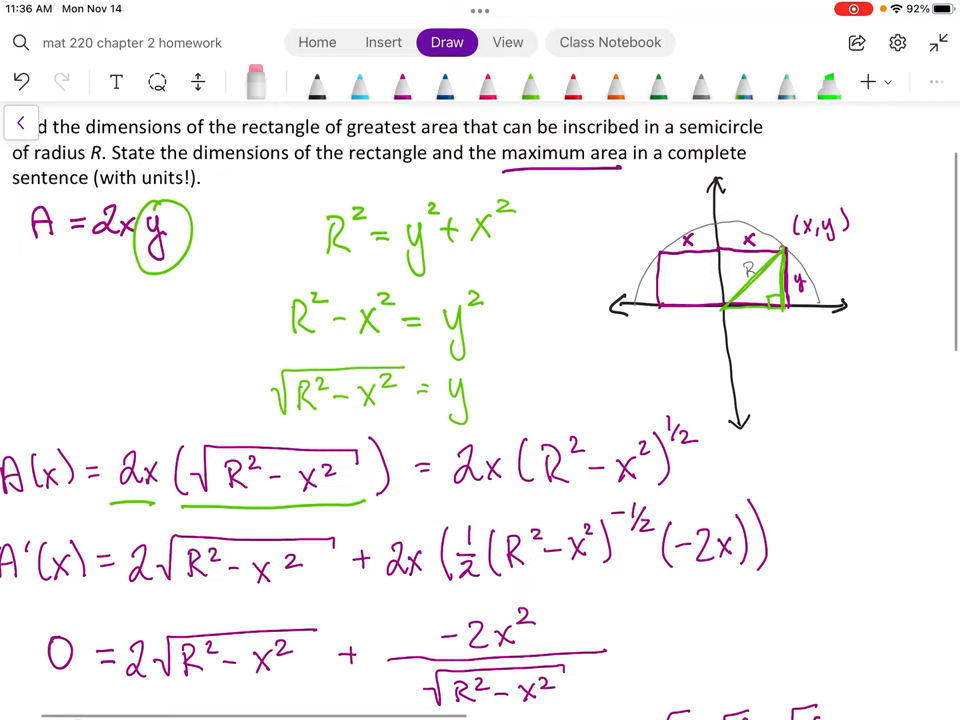 11:36 AM Mon Nov 14
92%
mat 220 chapter 2 homework
Home Insert Draw View Class Notebook
T
d the dimensions of the rectangle of greatest area that can be inscribed in a semicircle
of radius R. State the dimensions of the rectangle and the maximum area in a complete
sentence (with units!).
A = 2xy
R² = y² + x²
R² - x² = y²
√(R² - x²) = y
x x (x,y)
R y
A(x) = 2x (√(R² - x²)) = 2x (R² - x²)^1/2
A'(x) = 2√(R² - x²) + 2x (1/2 (R² - x²)^-1/2 (-2x))
0 = 2√(R² - x²) + -2x² / √(R² - x²)